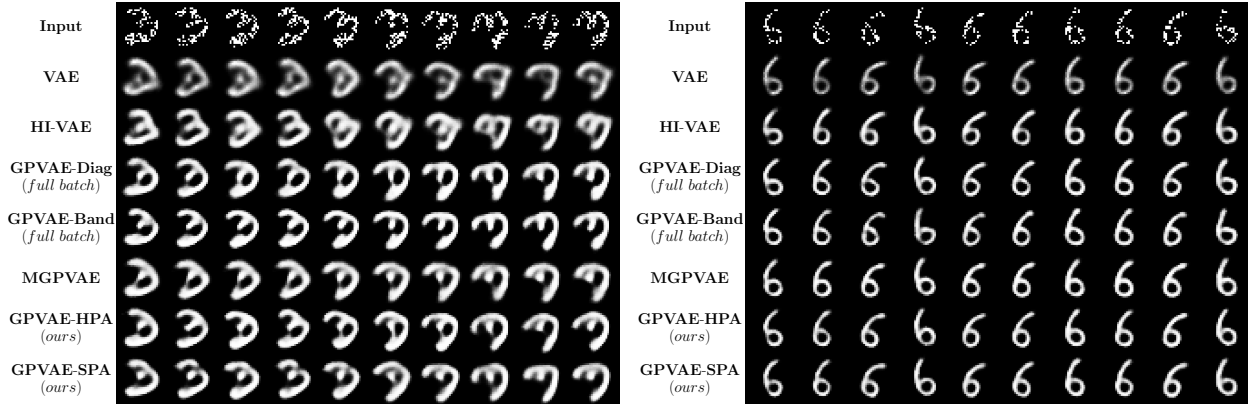 Input
VAE
HI-VAE
GPVAE-Diag
(full batch)
GPVAE-Band
(full batch)
MGPVAE
GPVAE-HPA
(ours)
GPVAE-SPA
(ours)
Input
VAE
HI-VAE
GPVAE-Diag
(full batch)
GPVAE-Band
(full batch)
MGPVAE
GPVAE-HPA
(ours)
GPVAE-SPA
(ours)